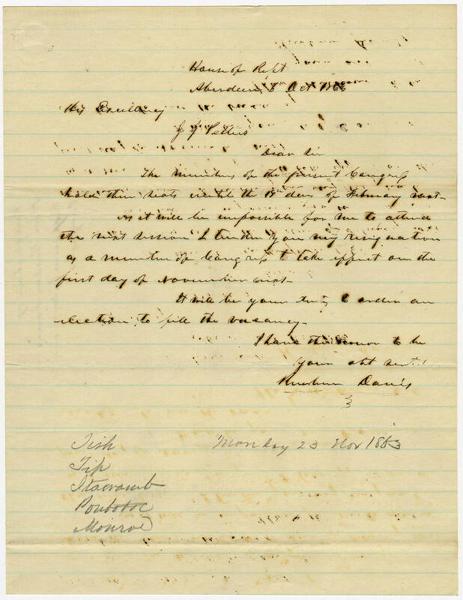 House of Rept
Aberdeen 8 Oct 1863
His Excellency
J J Pettus
Dear Sir
The members of the present Congress
hold their seats until the 18 day of February next.
As it will be impossible for me to attend
the next session I tender you my resignation
as a member of Congress to take effect on the
first day of November next.
It will be your duty to order an
election to fill the vacancy.
I have the honor to be
Your obt servt.
Reuben Davis
Tish
Tip
Itawamba
Pontotoc
Monroe
Monday 23 Nov 1863